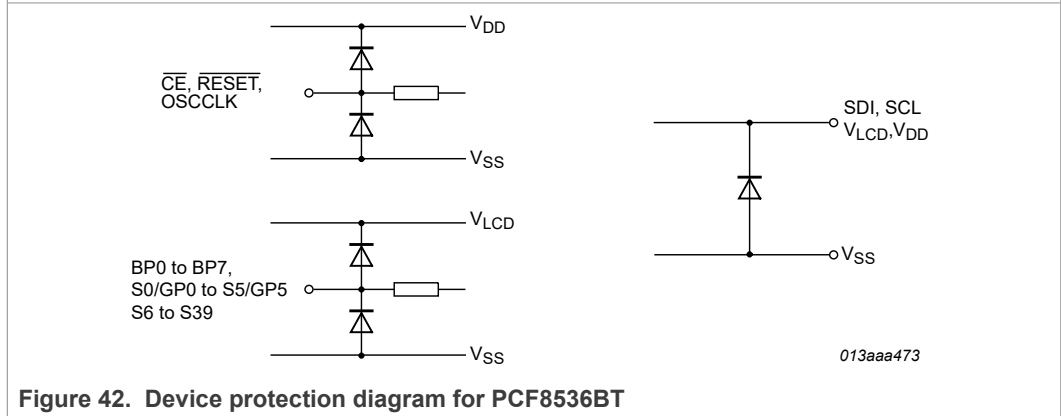 VDD
CE, RESET,
OSCCLK
VSS
VLCD
BP0 to BP7,
S0/GP0 to S5/GP5
S6 to S39
VSS
SDI, SCL
VLCD,VDD
VSS
013aaa473
Figure 42. Device protection diagram for PCF8536BT